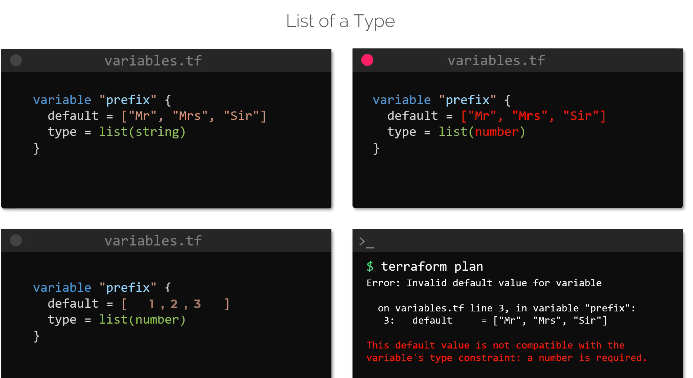 List of a Type
variables.tf
variable "prefix" {
default = ["Mr", "Mrs", "Sir"]
type = list(string)
}
variables.tf
variable "prefix" {
default = ["Mr", "Mrs", "Sir"]
type = list(number)
}
variables.tf
variable "prefix" {
default = [ 1 , 2 , 3 ]
type = list(number)
}
>_
$ terraform plan
Error: Invalid default value for variable
on variables.tf line 3, in variable "prefix":
3: default = ["Mr", "Mrs", "Sir"]
This default value is not compatible with the
variable's type constraint: a number is required.